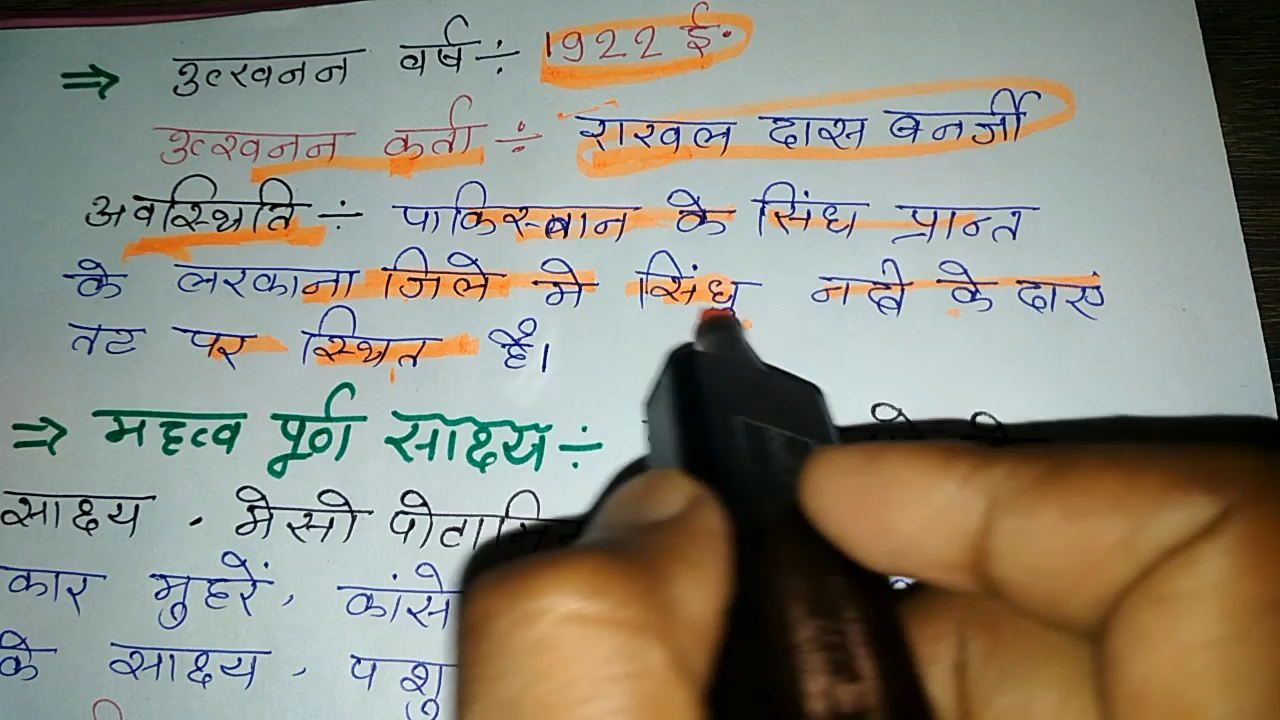 ⇒ उत्खनन वर्ष ÷ 1922 ई.
उत्खनन कर्ता ÷ राखल दास बनर्जी
अवस्थिति ÷ पाकिस्तान के सिंध प्रान्त
के लरकाना जिले मे सिंधु नदी के दाएं
तट पर स्थित है।
⇒ महत्व पूर्ण साक्ष्य ÷
साक्ष्य . मेसो पोटामि
कार मुहरें, कांसे
के साक्ष्य, पशु